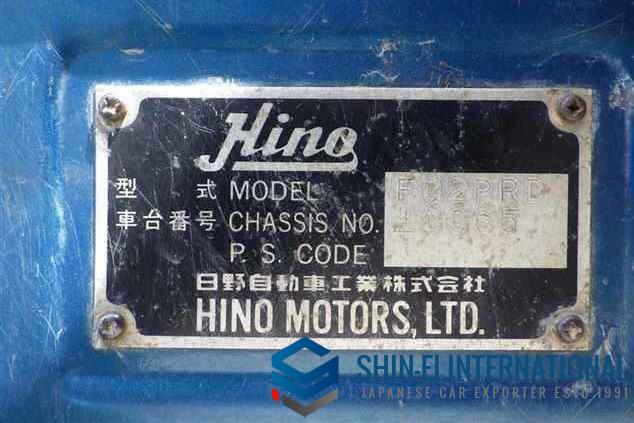 Hino
型 式 MODEL
車台番号 CHASSIS NO.
P. S. CODE
日野自動車工業株式会社
HINO MOTORS, LTD.
SHIN-EI INTERNATIONAL
JAPANESE CAR EXPORTER ESTD 1991